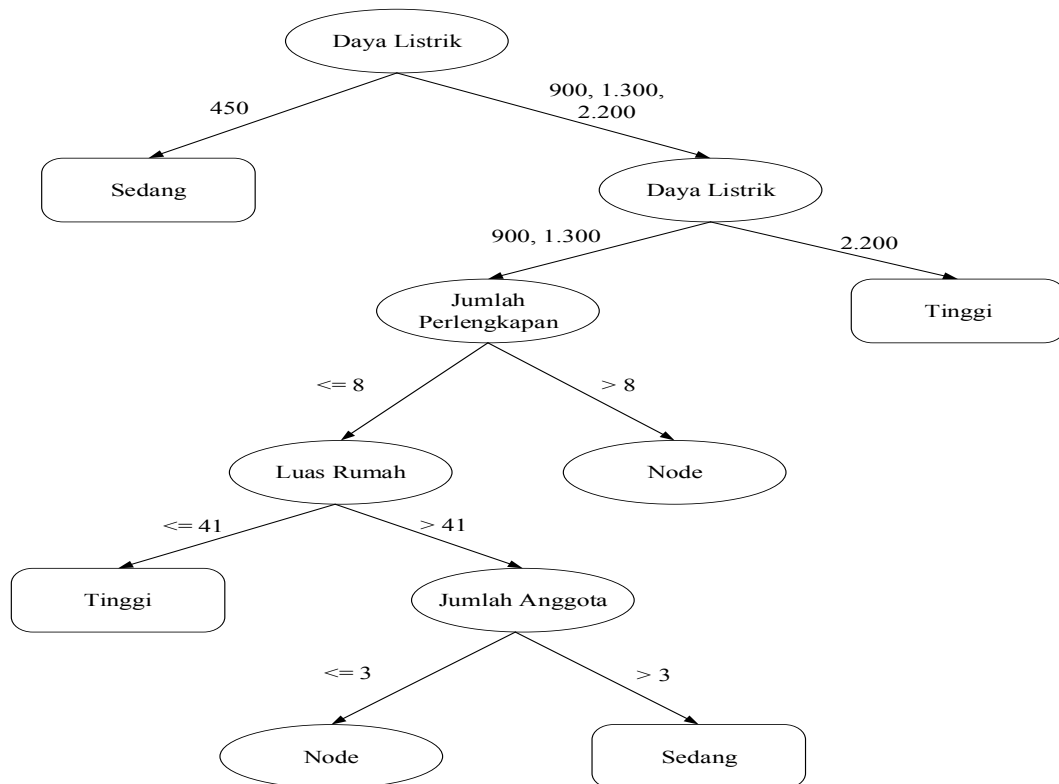 Daya Listrik
450
900, 1.300,
2.200
Sedang
Daya Listrik
900, 1.300
2.200
Jumlah
Perlengkapan
Tinggi
<= 8
> 8
Luas Rumah
Node
<= 41
> 41
Tinggi
Jumlah Anggota
<= 3
> 3
Node
Sedang